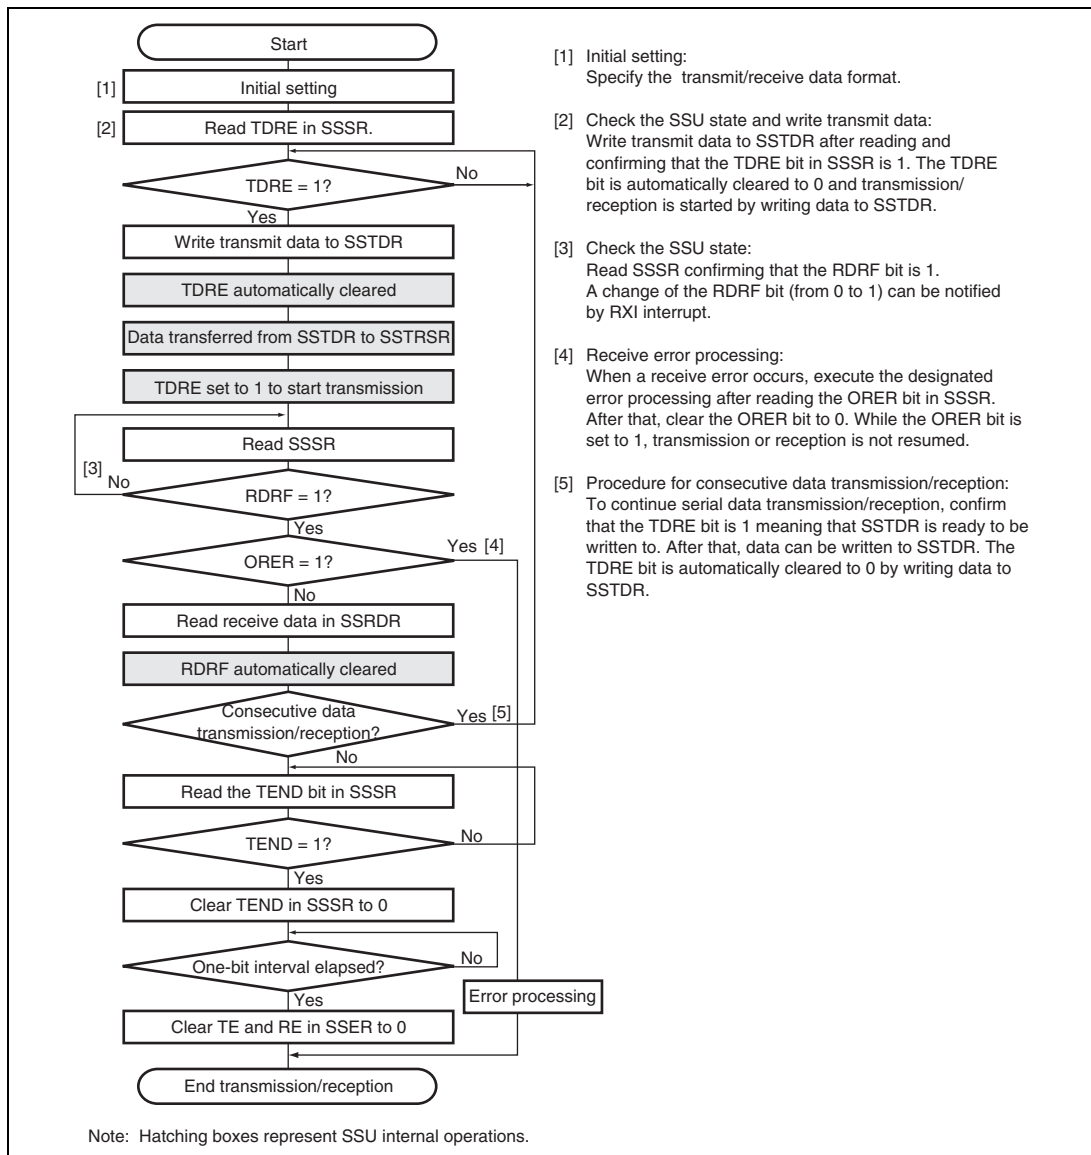 Start
[1] Initial setting
[2] Read TDRE in SSSR.
TDRE = 1?
No
Yes
Write transmit data to SSTDR
TDRE automatically cleared
Data transferred from SSTDR to SSTRSR
TDRE set to 1 to start transmission
Read SSSR
[3]
No
RDRF = 1?
Yes
ORER = 1?
Yes [4]
No
Read receive data in SSRDR
RDRF automatically cleared
Consecutive data
transmission/reception?
Yes [5]
No
Read the TEND bit in SSSR
TEND = 1?
No
Yes
Clear TEND in SSSR to 0
One-bit interval elapsed?
No
Yes
Error processing
Clear TE and RE in SSER to 0
End transmission/reception
[1] Initial setting:
Specify the transmit/receive data format.
[2] Check the SSU state and write transmit data:
Write transmit data to SSTDR after reading and
confirming that the TDRE bit in SSSR is 1. The TDRE
bit is automatically cleared to 0 and transmission/
reception is started by writing data to SSTDR.
[3] Check the SSU state:
Read SSSR confirming that the RDRF bit is 1.
A change of the RDRF bit (from 0 to 1) can be notified
by RXI interrupt.
[4] Receive error processing:
When a receive error occurs, execute the designated
error processing after reading the ORER bit in SSSR.
After that, clear the ORER bit to 0. While the ORER bit is
set to 1, transmission or reception is not resumed.
[5] Procedure for consecutive data transmission/reception:
To continue serial data transmission/reception, confirm
that the TDRE bit is 1 meaning that SSTDR is ready to be
written to. After that, data can be written to SSTDR. The
TDRE bit is automatically cleared to 0 by writing data to
SSTDR.
Note: Hatching boxes represent SSU internal operations.